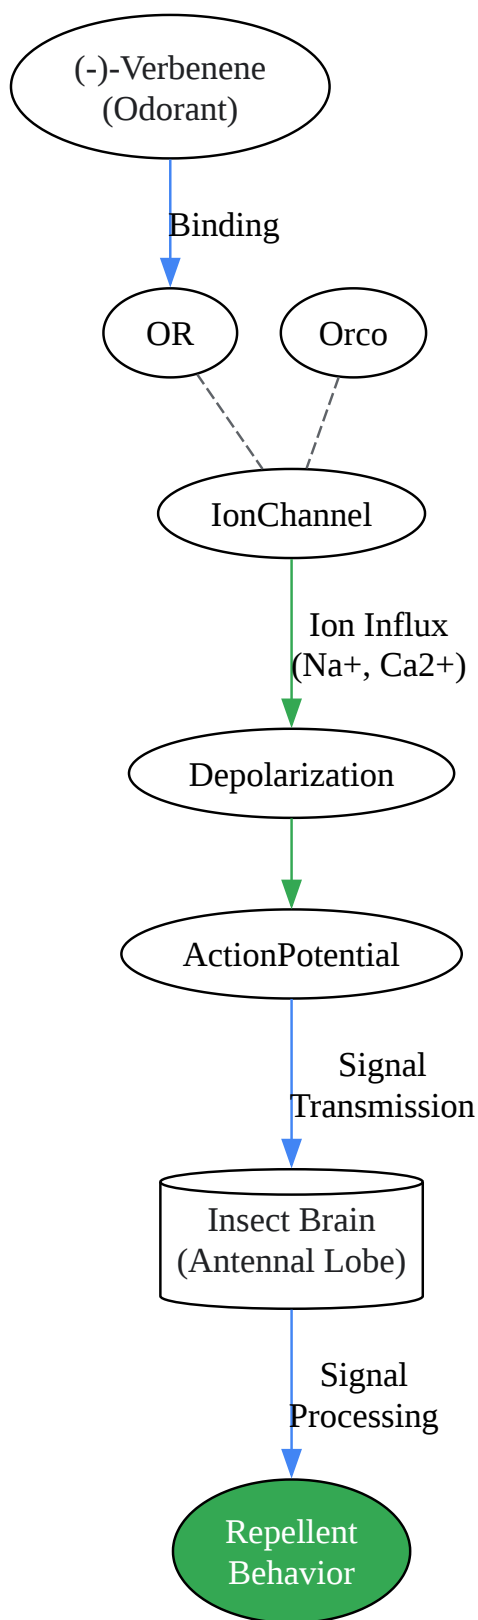 (-)-Verbenene
(Odorant)
Binding
OR
Orco
IonChannel
Ion Influx
(Na+, Ca2+)
Depolarization
ActionPotential
Signal
Transmission
Insect Brain
(Antennal Lobe)
Signal
Processing
Repellent
Behavior